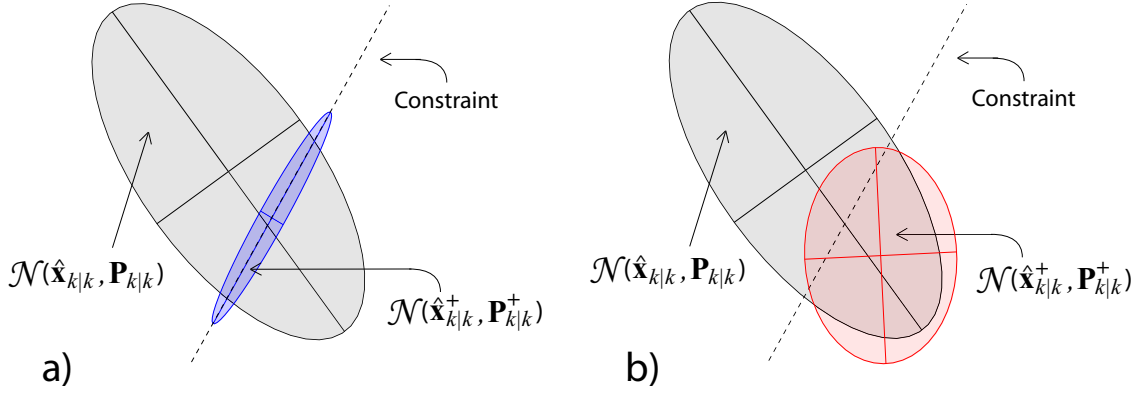 Constraint
𝒩(x̂ₖ|ₖ, Pₖ|ₖ)
𝒩(x̂⁺ₖ|ₖ, P⁺ₖ|ₖ)
a)
Constraint
𝒩(x̂ₖ|ₖ, Pₖ|ₖ)
𝒩(x̂⁺ₖ|ₖ, P⁺ₖ|ₖ)
b)